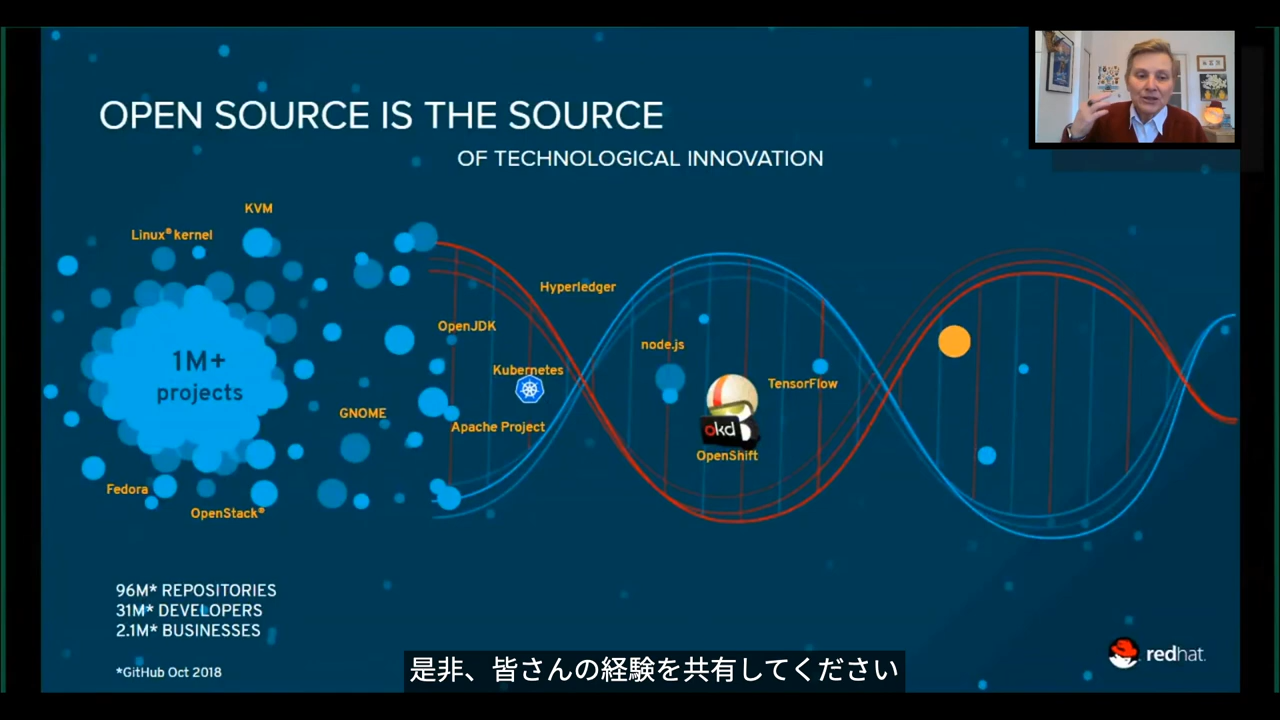 OPEN SOURCE IS THE SOURCE
OF TECHNOLOGICAL INNOVATION
KVM
Linux® kernel
Hyperledger
OpenJDK
node.js
1M+
projects
Kubernetes
TensorFlow
GNOME
Apache Project
okd
OpenShift
Fedora
OpenStack®
96M* REPOSITORIES
31M* DEVELOPERS
2.1M* BUSINESSES
*GitHub Oct 2018
redhat.
是非、皆さんの経験を共有してください